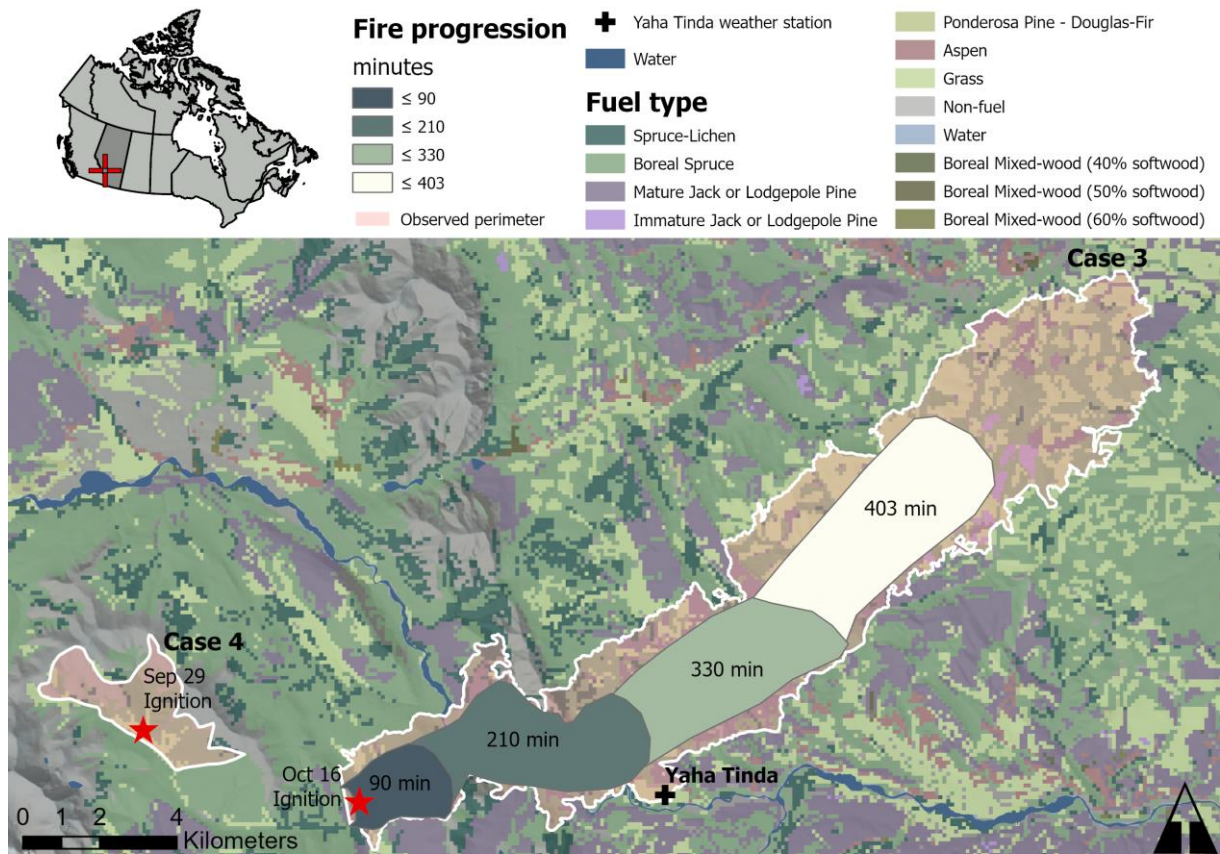 Fire progression
minutes
≤ 90
≤ 210
≤ 330
≤ 403
Observed perimeter
Yaha Tinda weather station
Water
Fuel type
Spruce-Lichen
Boreal Spruce
Mature Jack or Lodgepole Pine
Immature Jack or Lodgepole Pine
Ponderosa Pine - Douglas-Fir
Aspen
Grass
Non-fuel
Water
Boreal Mixed-wood (40% softwood)
Boreal Mixed-wood (50% softwood)
Boreal Mixed-wood (60% softwood)
Case 3
403 min
Case 4
Sep 29
Ignition
330 min
210 min
Oct 16
Ignition
90 min
Yaha Tinda
0 1 2 4
Kilometers